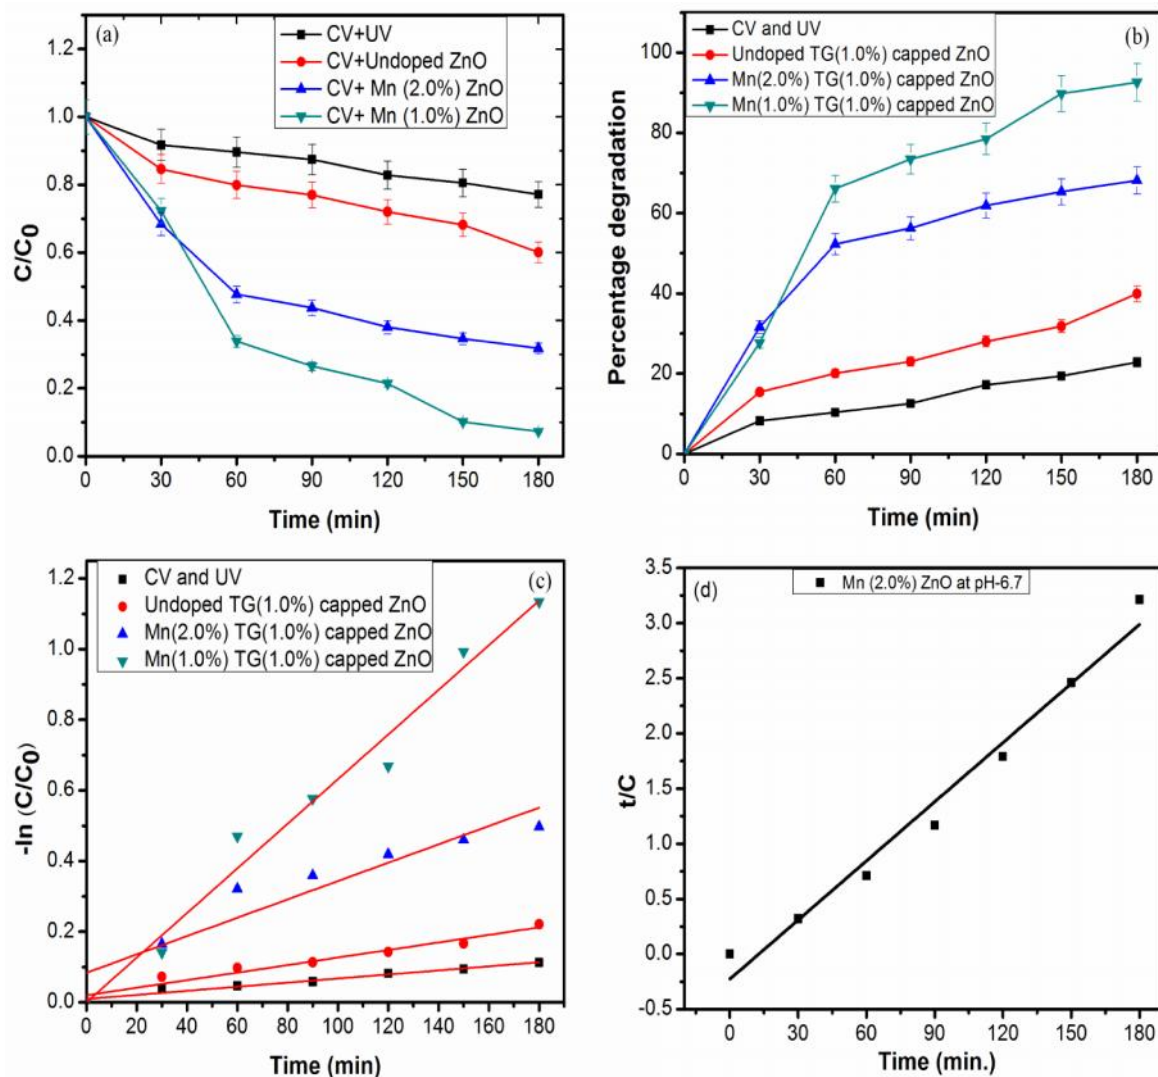 (a)
CV+UV
CV+Undoped ZnO
CV+ Mn (2.0%) ZnO
CV+ Mn (1.0%) ZnO
1.2
1.0
0.8
0.6
0.4
0.2
0.0
C/C0
0 30 60 90 120 150 180
Time (min)
(b)
CV and UV
Undoped TG(1.0%) capped ZnO
Mn(2.0%) TG(1.0%) capped ZnO
Mn(1.0%) TG(1.0%) capped ZnO
100
80
60
40
20
0
Percentage degradation
0 30 60 90 120 150 180
Time (min)
(c)
CV and UV
Undoped TG(1.0%) capped ZnO
Mn(2.0%) TG(1.0%) capped ZnO
Mn(1.0%) TG(1.0%) capped ZnO
1.2
1.0
0.8
0.6
0.4
0.2
0.0
-ln (C/C0)
0 20 40 60 80 100 120 140 160 180
Time (min)
(d)
Mn (2.0%) ZnO at pH-6.7
3.5
3.0
2.5
2.0
1.5
1.0
0.5
0.0
-0.5
t/C
0 30 60 90 120 150 180
Time (min.)